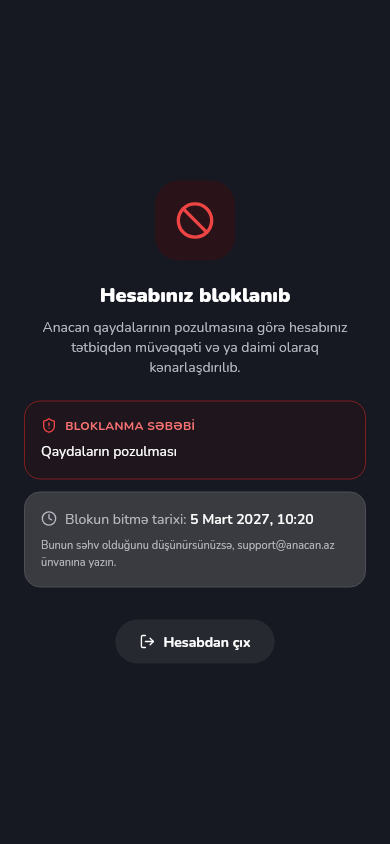 Hesabınız bloklanıb
Anacan qaydalarının pozulmasına görə hesabınız
tətbiqdən müvəqqəti və ya daimi olaraq
kənarlaşdırılıb.
BLOKLANMA SƏBƏBİ
Qaydaların pozulması
Blokun bitmə tarixi: 5 Mart 2027, 10:20
Bunun səhv olduğunu düşünürsünüzsə, support@anacan.az
ünvanına yazın.
Hesabdan çıx